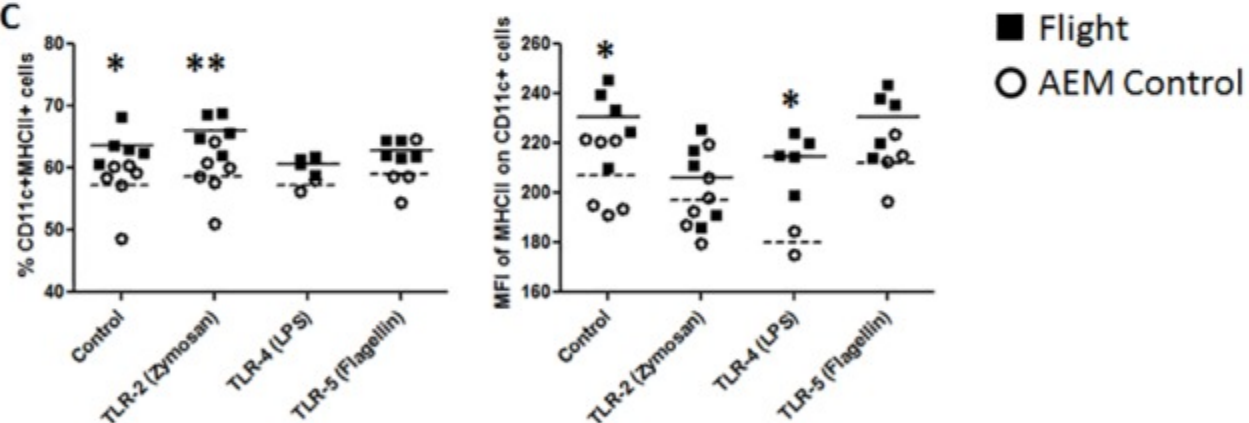 C
% CD11c+MHCII+ cells
80
70
60
50
40
*
**
Control
TLR-2 (Zymosan)
TLR-4 (LPS)
TLR-5 (Flagellin)
MFI of MHCII on CD11c+ cells
260
240
220
200
180
160
*
*
Control
TLR-2 (Zymosan)
TLR-4 (LPS)
TLR-5 (Flagellin)
Flight
AEM Control